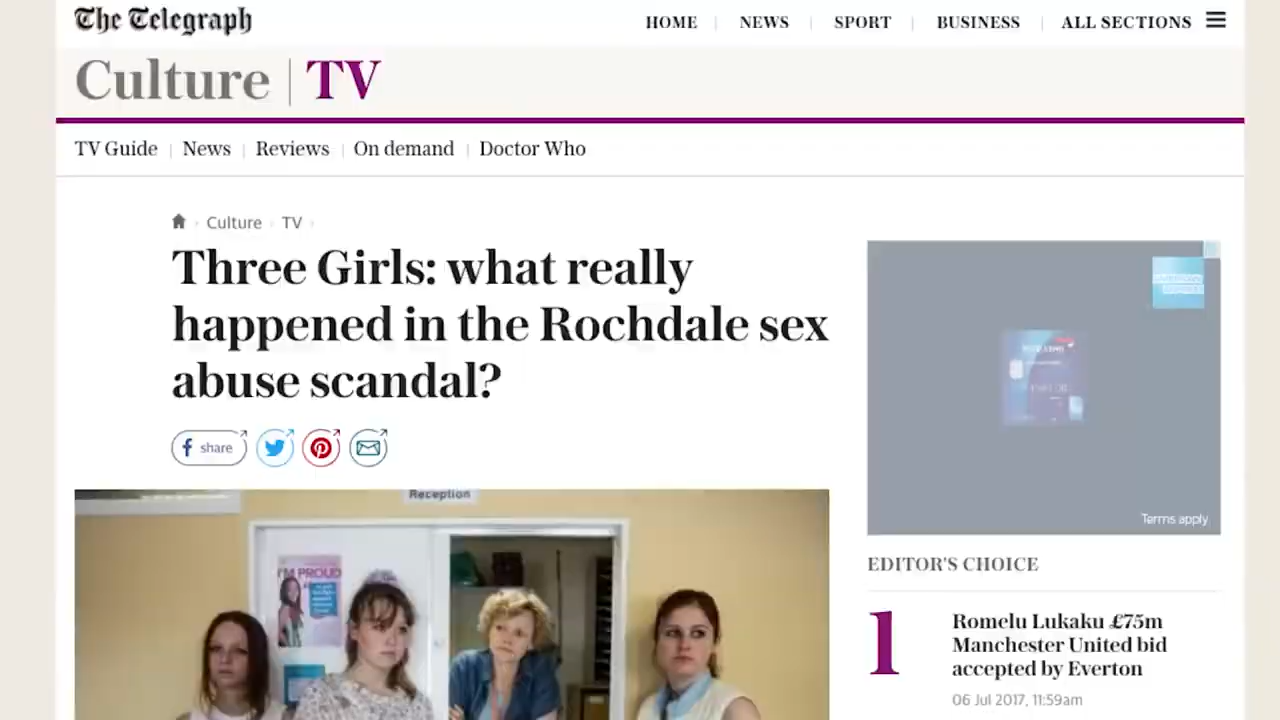 The Telegraph
HOME
NEWS
SPORT
BUSINESS
ALL SECTIONS
Culture
TV
TV Guide
News
Reviews
On demand
Doctor Who
Culture
TV
Three Girls: what really
happened in the Rochdale sex
abuse scandal?
f share
Reception
I'M PROUD
Terms apply
EDITOR'S CHOICE
1
Romelu Lukaku £75m
Manchester United bid
accepted by Everton
06 Jul 2017, 11:59am